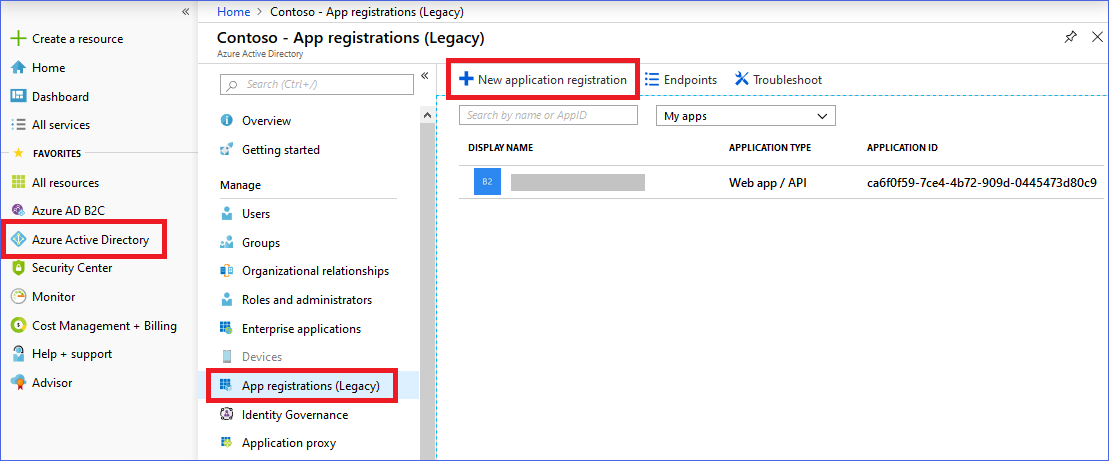 «
Create a resource
Home
Dashboard
All services
FAVORITES
All resources
Azure AD B2C
Azure Active Directory
Security Center
Monitor
Cost Management + Billing
Help + support
Advisor
Home > Contoso - App registrations (Legacy)
Contoso - App registrations (Legacy)
Azure Active Directory
Search (Ctrl+/)
«
Overview
Getting started
Manage
Users
Groups
Organizational relationships
Roles and administrators
Enterprise applications
Devices
App registrations (Legacy)
Identity Governance
Application proxy
New application registration Endpoints Troubleshoot
Search by name or AppID My apps
DISPLAY NAME APPLICATION TYPE APPLICATION ID
B2 Web app / API ca6f0f59-7ce4-4b72-909d-0445473d80c9